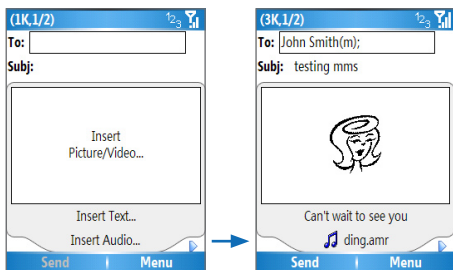 (1K,1/2)
123
To:
Subj:
Insert
Picture/Video...
Insert Text...
Insert Audio...
Send
Menu
(3K,1/2)
123
To: John Smith(m);
Subj: testing mms
Can't wait to see you
ding.amr
Send
Menu